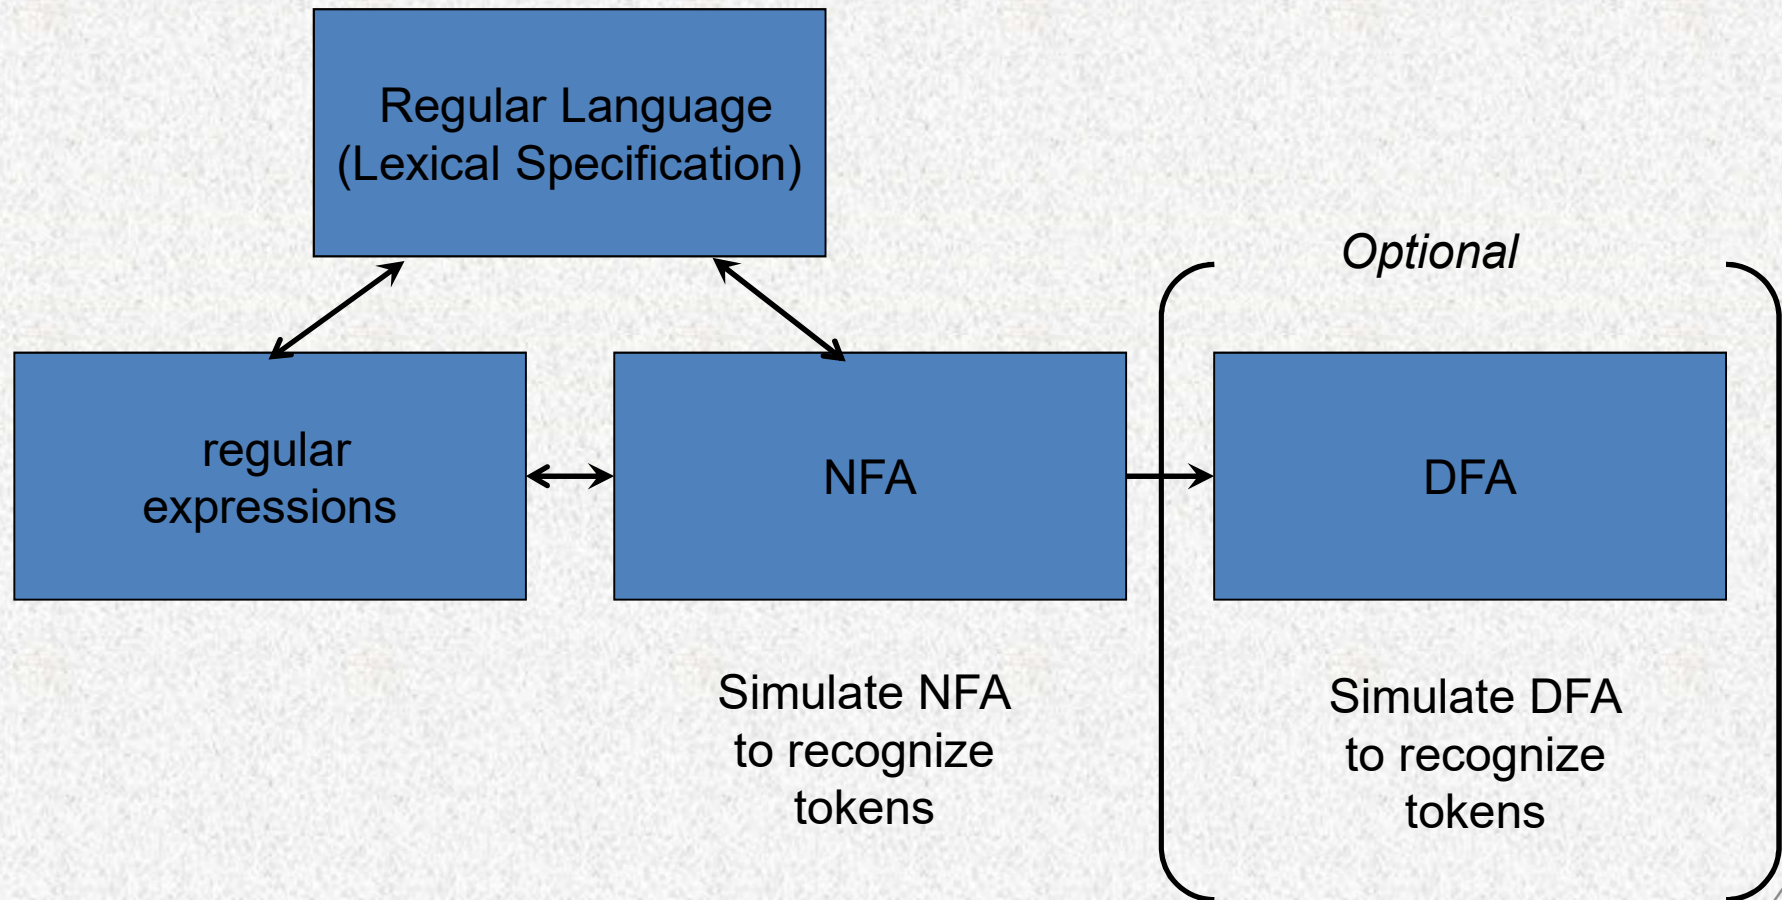 Regular Language
(Lexical Specification)
Optional
regular
expressions
NFA
DFA
Simulate NFA
to recognize
tokens
Simulate DFA
to recognize
tokens